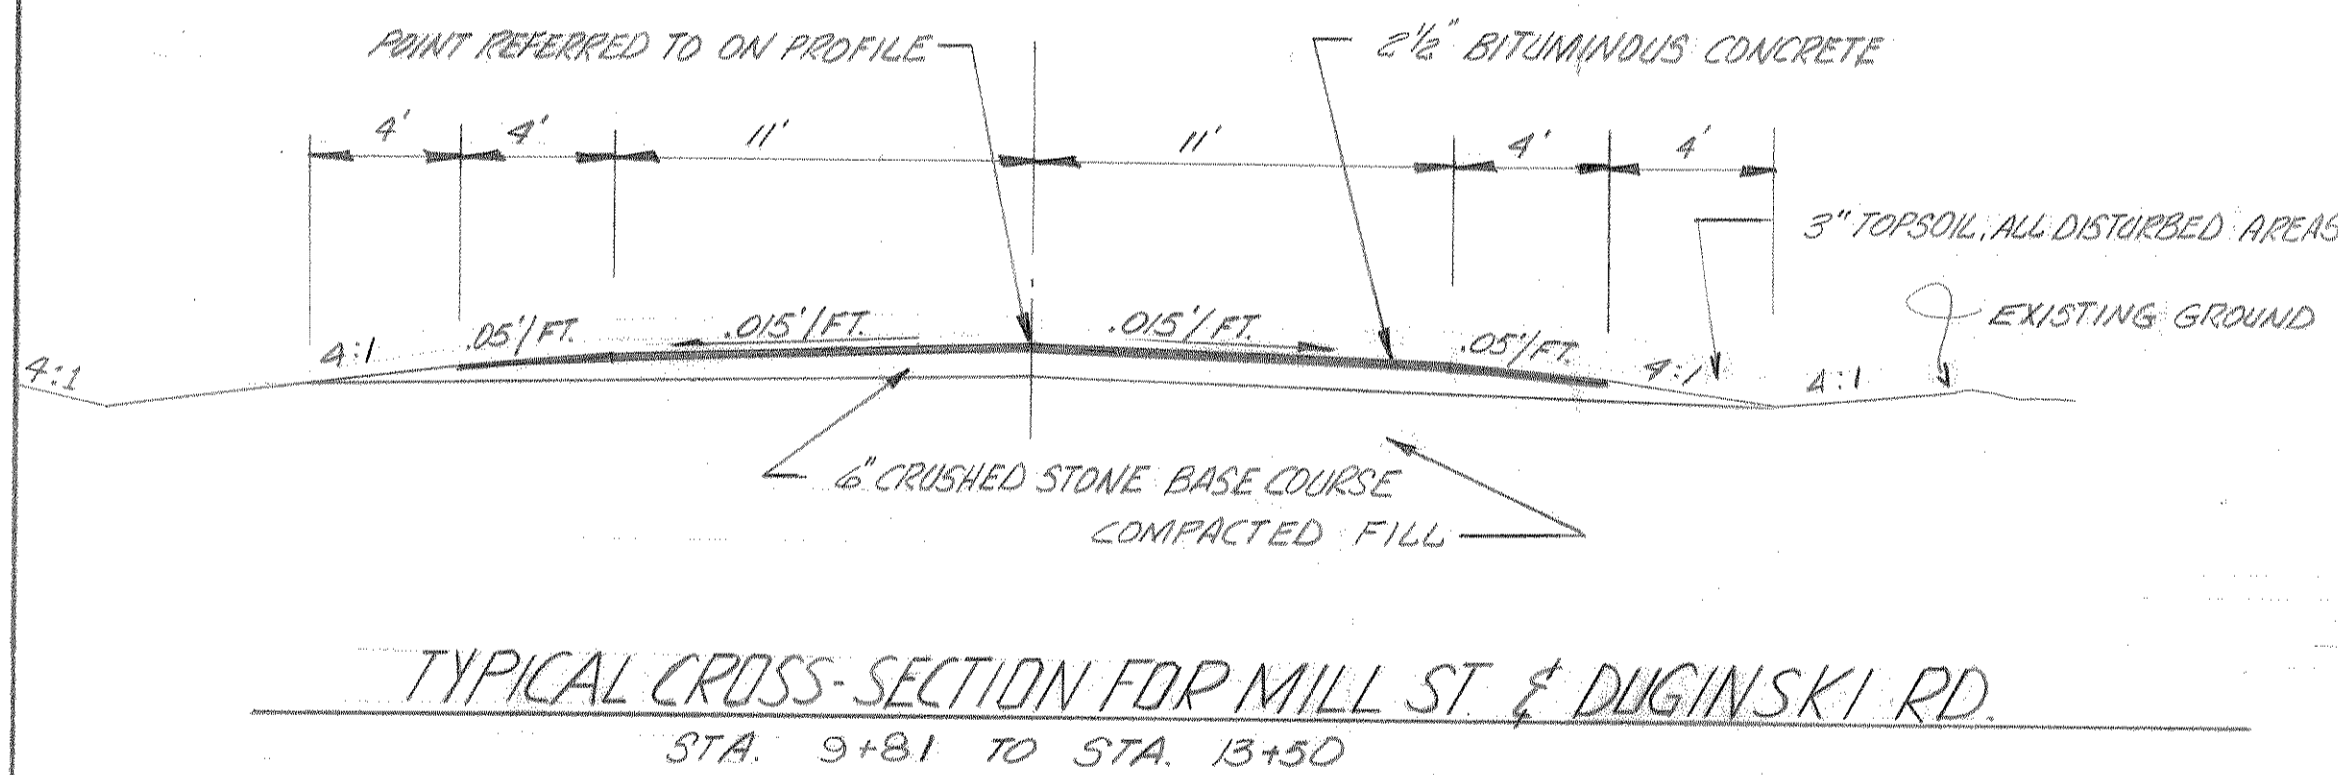 POINT REFERRED TO ON PROFILE
2½" BITUMINOUS CONCRETE
4' 4' 11' 11' 4' 4'
3" TOPSOIL, ALL DISTURBED AREAS
EXISTING GROUND
4:1 4:1 .05'/FT. .015'/FT. .015'/FT. .05'/FT. 4:1 4:1
6" CRUSHED STONE BASE COURSE
COMPACTED FILL
TYPICAL CROSS-SECTION FOR MILL ST. & DUGINSKI RD.
STA. 9+81 TO STA. 13+50